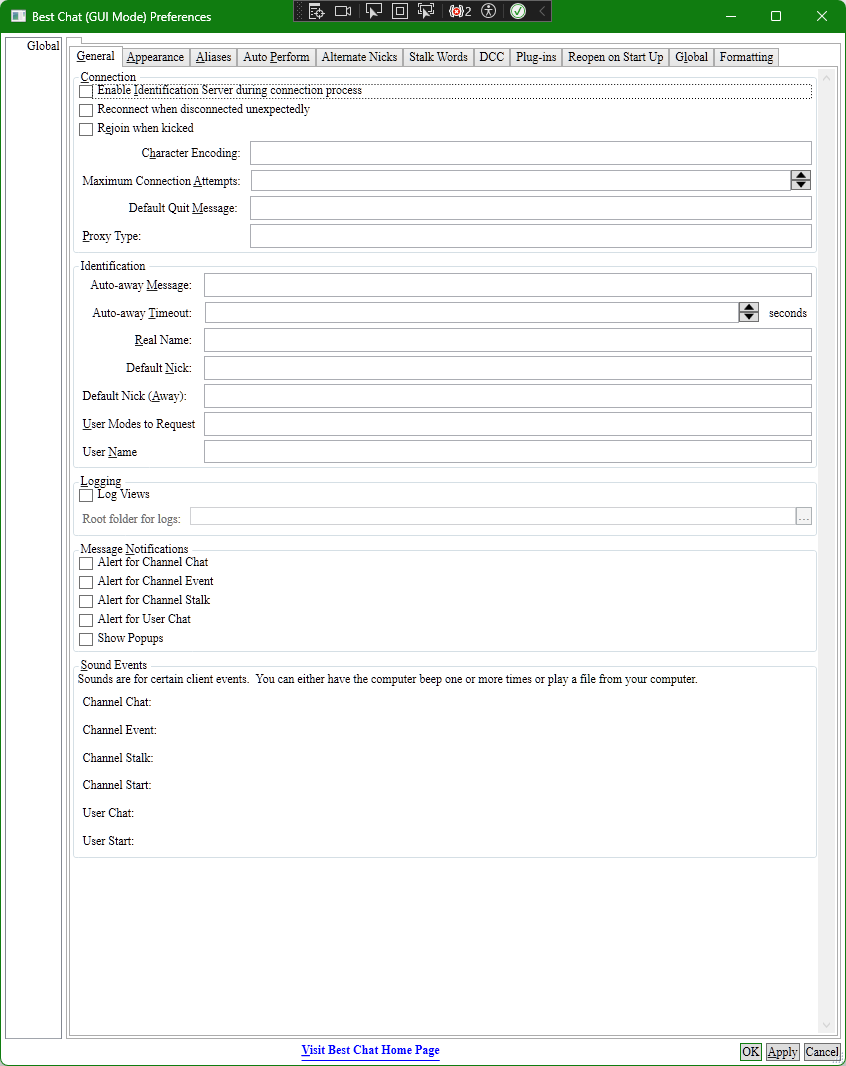 Best Chat (GUI Mode) Preferences
2
Global
General Appearance Aliases Auto Perform Alternate Nicks Stalk Words DCC Plug-ins Reopen on Start Up Global Formatting
Connection
Enable Identification Server during connection process
Reconnect when disconnected unexpectedly
Rejoin when kicked
Character Encoding:
Maximum Connection Attempts:
Default Quit Message:
Proxy Type:
Identification
Auto-away Message:
Auto-away Timeout: seconds
Real Name:
Default Nick:
Default Nick (Away):
User Modes to Request
User Name
Logging
Log Views
Root folder for logs: ...
Message Notifications
Alert for Channel Chat
Alert for Channel Event
Alert for Channel Stalk
Alert for User Chat
Show Popups
Sound Events
Sounds are for certain client events.  You can either have the computer beep one or more times or play a file from your computer.
Channel Chat:
Channel Event:
Channel Stalk:
Channel Start:
User Chat:
User Start:
Visit Best Chat Home Page
OK Apply Cancel